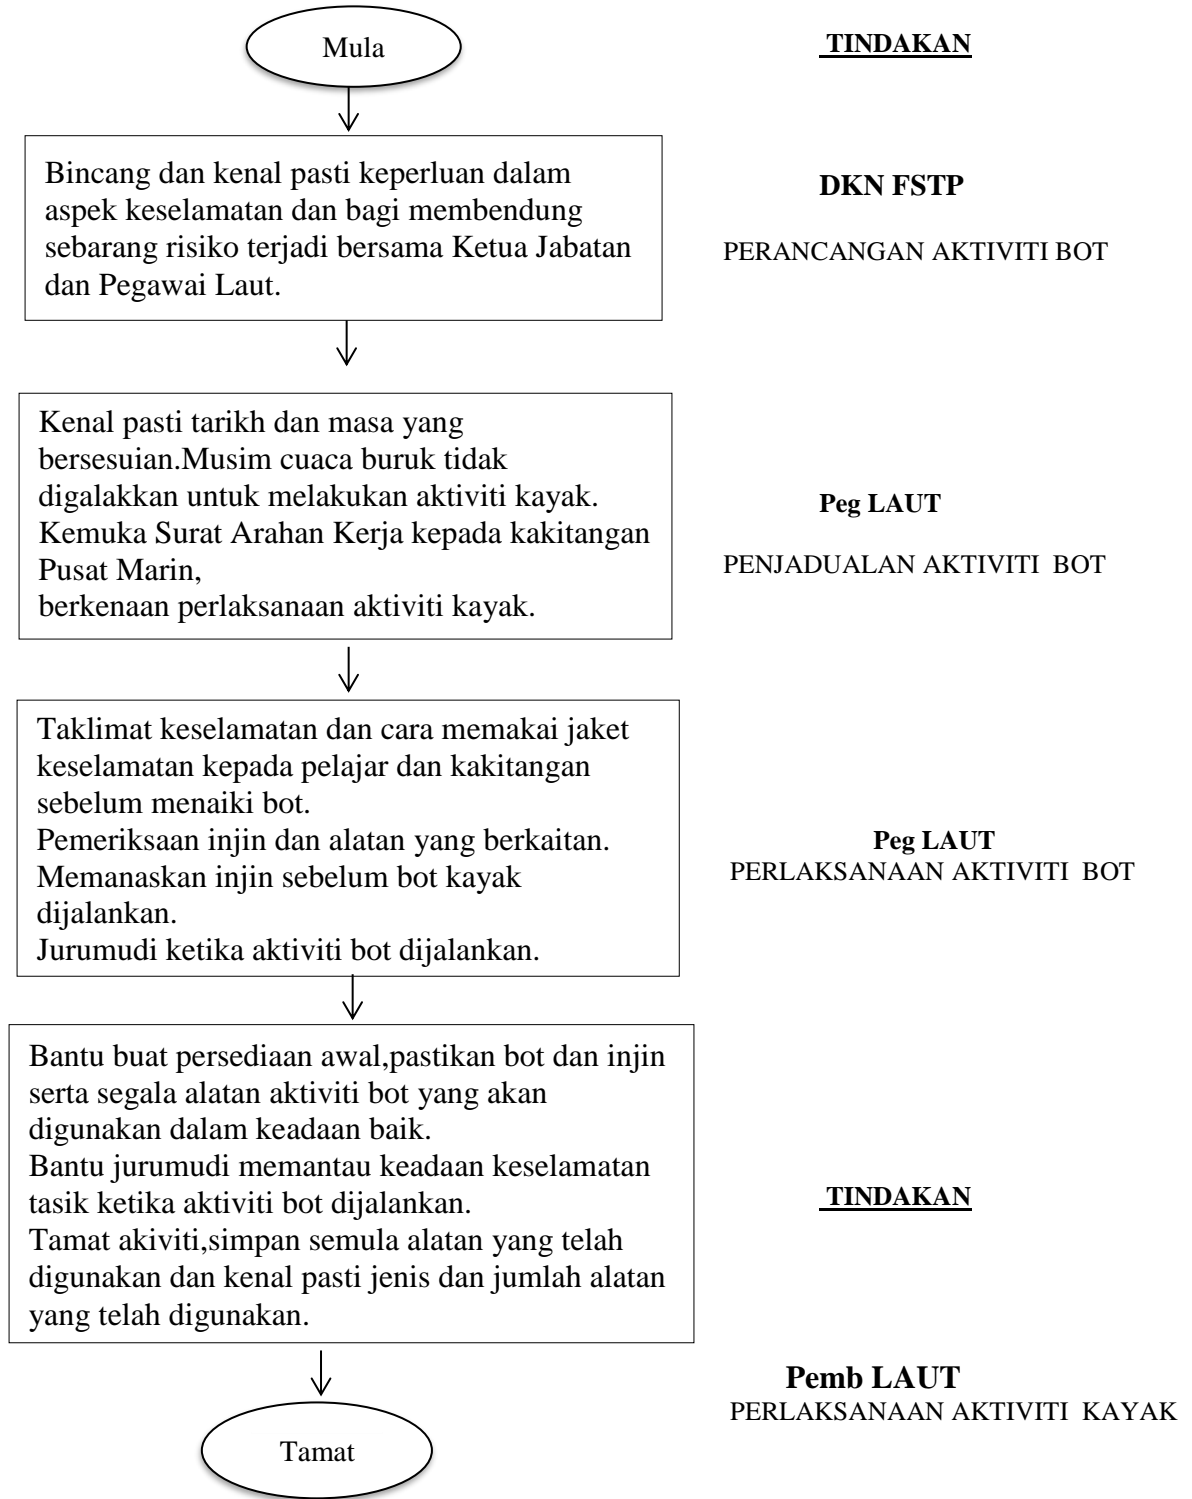 Mula
TINDAKAN
Bincang dan kenal pasti keperluan dalam
aspek keselamatan dan bagi membendung
sebarang risiko terjadi bersama Ketua Jabatan
dan Pegawai Laut.
DKN FSTP
PERANCANGAN AKTIVITI BOT
Kenal pasti tarikh dan masa yang
bersesuian.Musim cuaca buruk tidak
digalakkan untuk melakukan aktiviti kayak.
Kemuka Surat Arahan Kerja kepada kakitangan
Pusat Marin,
berkenaan perlaksanaan aktiviti kayak.
Peg LAUT
PENJADUALAN AKTIVITI BOT
Taklimat keselamatan dan cara memakai jaket
keselamatan kepada pelajar dan kakitangan
sebelum menaiki bot.
Pemeriksaan injin dan alatan yang berkaitan.
Memanaskan injin sebelum bot kayak
dijalankan.
Jurumudi ketika aktiviti bot dijalankan.
Peg LAUT
PERLAKSANAAN AKTIVITI BOT
Bantu buat persediaan awal,pastikan bot dan injin
serta segala alatan aktiviti bot yang akan
digunakan dalam keadaan baik.
Bantu jurumudi memantau keadaan keselamatan
tasik ketika aktiviti bot dijalankan.
Tamat akiviti,simpan semula alatan yang telah
digunakan dan kenal pasti jenis dan jumlah alatan
yang telah digunakan.
TINDAKAN
Pemb LAUT
PERLAKSANAAN AKTIVITI KAYAK
Tamat